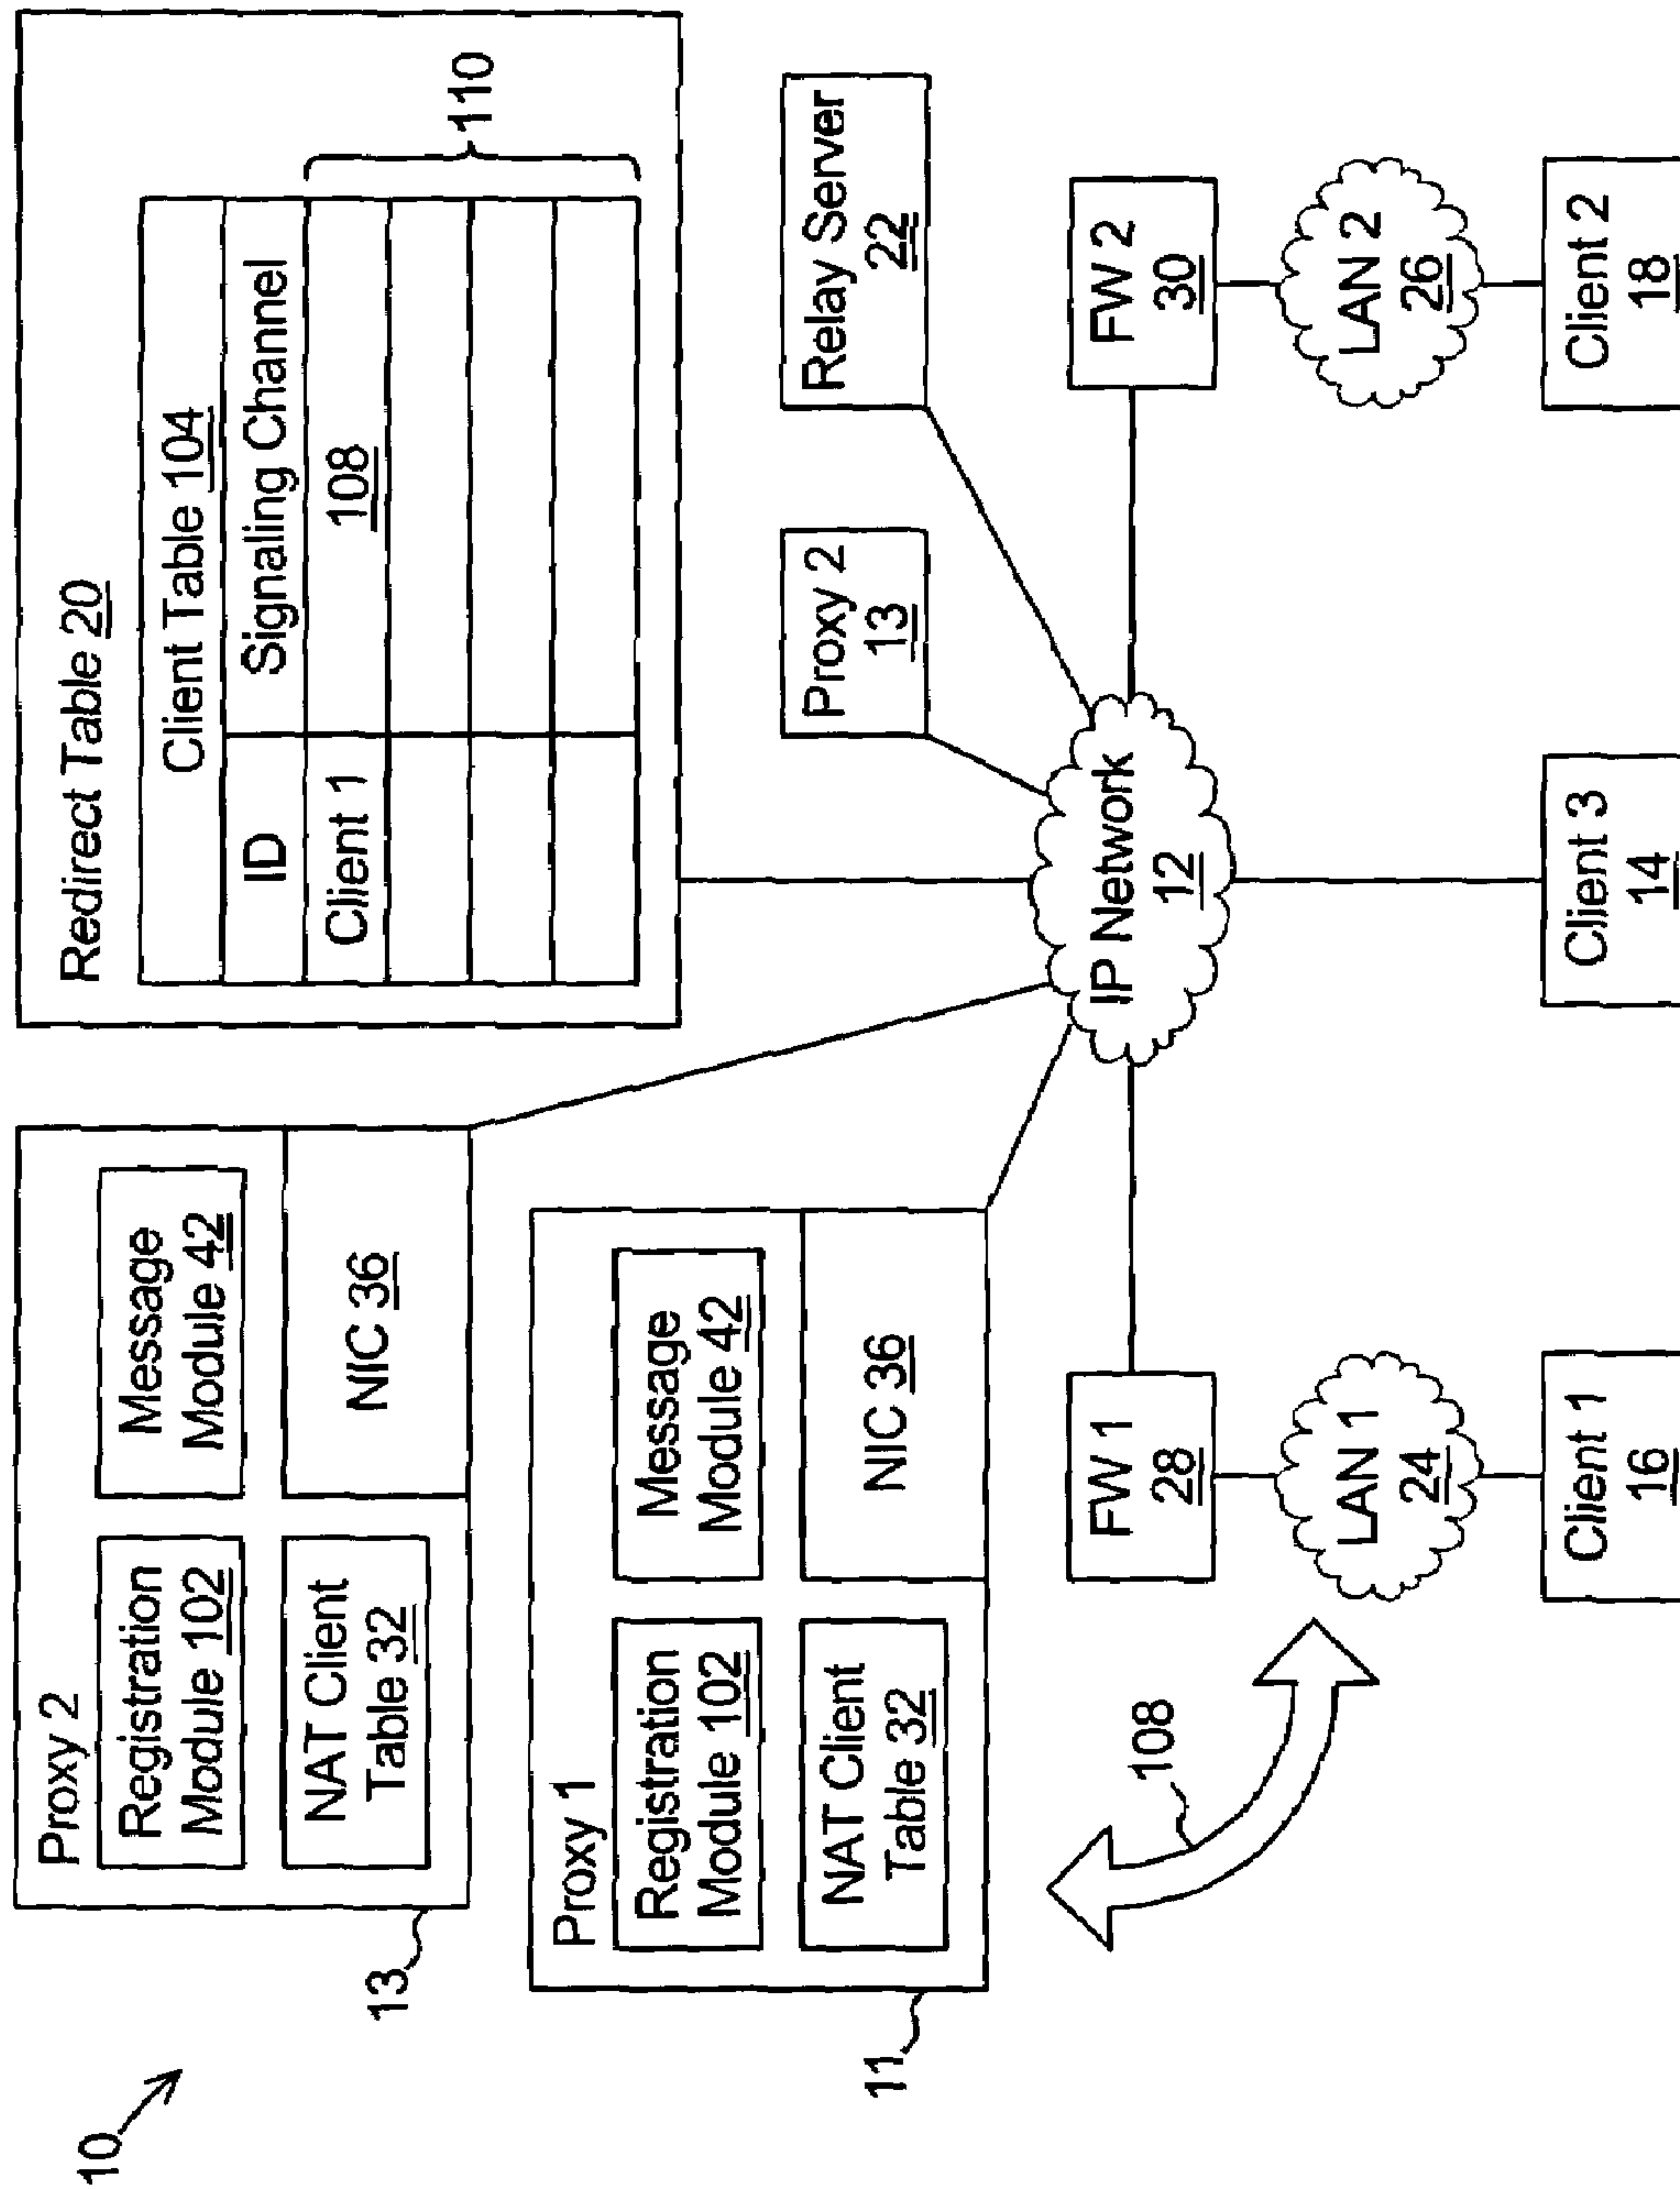 10
Proxy 2
Registration
Module 102
Message
Module 42
NAT Client
Table 32
NIC 36
13
Proxy 1
Registration
Module 102
Message
Module 42
NAT Client
Table 32
NIC 36
11
108
Redirect Table 20
Client Table 104
ID
Signaling Channel
Client 1
108
110
Proxy 2
13
Relay Server
22
IP Network
12
FW 1
28
FW 2
30
LAN 1
24
LAN 2
26
Client 1
16
Client 3
14
Client 2
18